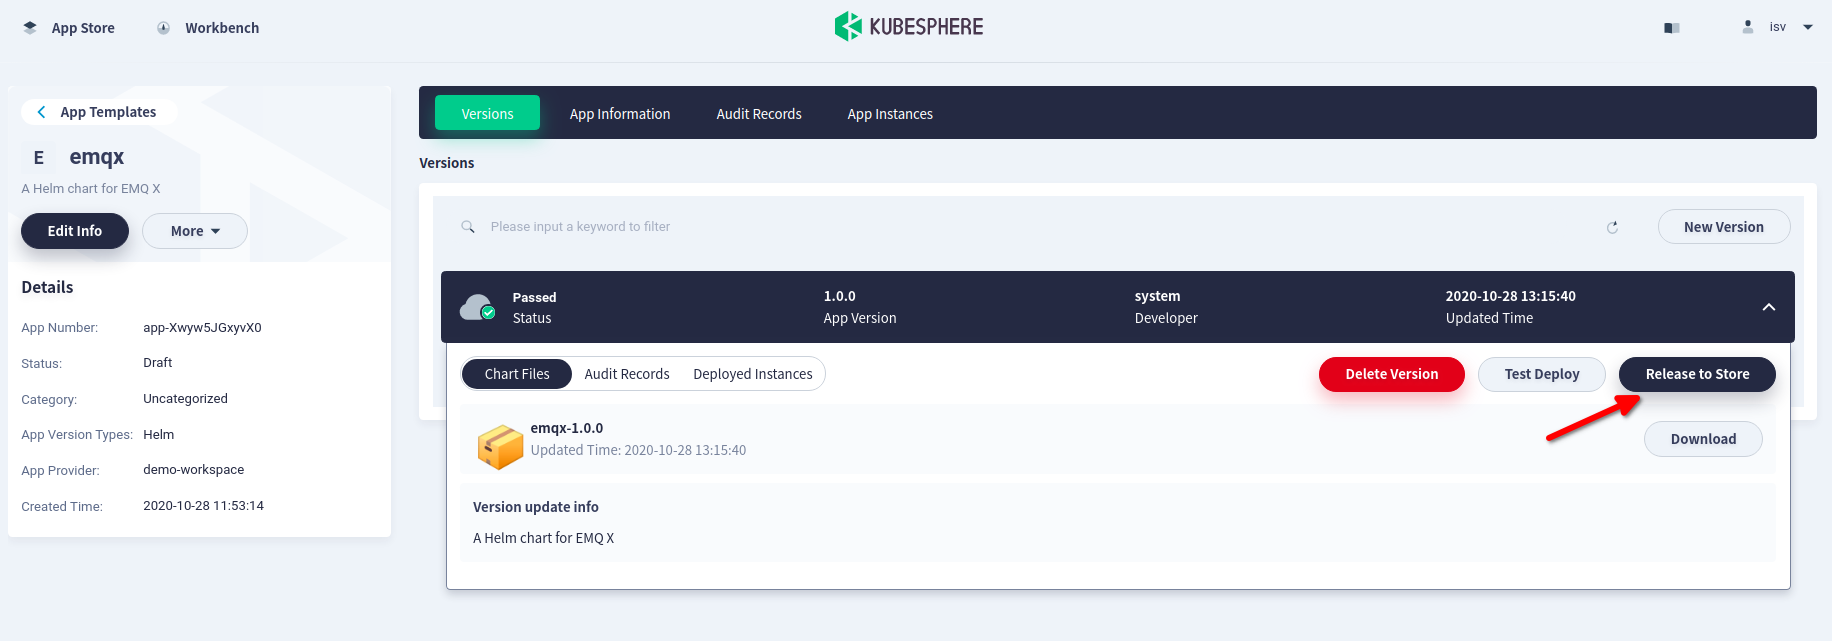 App Store Workbench KUBESPHERE isv
App Templates
E emqx
A Helm chart for EMQ X
Edit Info More
Details
App Number: app-Xwyw5JGxyvX0
Status: Draft
Category: Uncategorized
App Version Types: Helm
App Provider: demo-workspace
Created Time: 2020-10-28 11:53:14
Versions App Information Audit Records App Instances
Versions
Please input a keyword to filter New Version
Passed 1.0.0 system 2020-10-28 13:15:40
Status App Version Developer Updated Time
Chart Files Audit Records Deployed Instances Delete Version Test Deploy Release to Store
emqx-1.0.0
Updated Time: 2020-10-28 13:15:40
Download
Version update info
A Helm chart for EMQ X